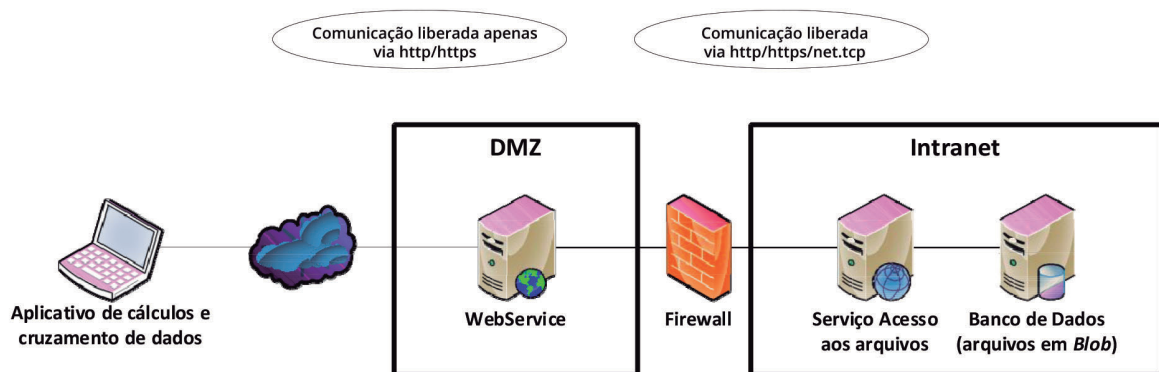 Comunicação liberada apenas
via http/https
Comunicação liberada
via http/https/net.tcp
DMZ
Intranet
Aplicativo de cálculos e
cruzamento de dados
WebService
Firewall
Serviço Acesso
aos arquivos
Banco de Dados
(arquivos em Blob)